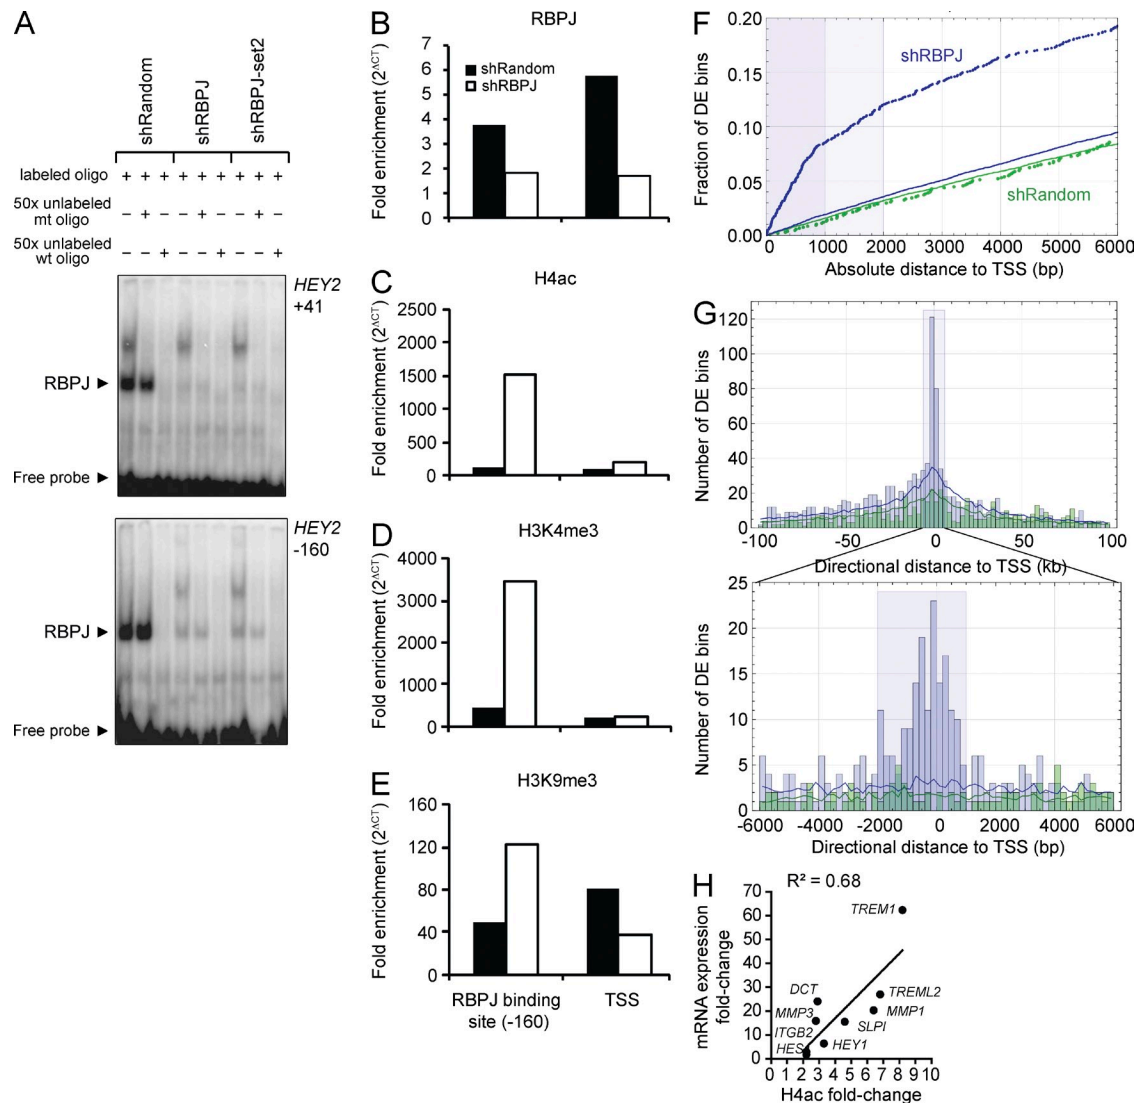 A
shRandom
shRBPJ
shRBPJ-set2
labeled oligo + + + + + + + + +
50x unlabeled
mt oligo – + – – + – – + –
50x unlabeled
wt oligo – – + – – + – – +
HEY2
+41
RBPJ ►
Free probe ►
HEY2
-160
RBPJ ►
Free probe ►
B
RBPJ
Fold enrichment (2^ΔCT)
7
6
5
4
3
2
1
0
shRandom
shRBPJ
C
H4ac
Fold enrichment (2^ΔCT)
2500
2000
1500
1000
500
0
D
H3K4me3
Fold enrichment (2^ΔCT)
4000
3000
2000
1000
0
E
H3K9me3
Fold enrichment (2^ΔCT)
160
120
80
40
0
RBPJ binding
site (-160)
TSS
F
Fraction of DE bins
0.20
0.15
0.10
0.05
0.00
shRBPJ
shRandom
0 1000 2000 3000 4000 5000 6000
Absolute distance to TSS (bp)
G
Number of DE bins
120
100
80
60
40
20
0
-100 -50 0 50 100
Directional distance to TSS (kb)
Number of DE bins
25
20
15
10
5
0
-6000 -4000 -2000 0 2000 4000 6000
Directional distance to TSS (bp)
H
R² = 0.68
mRNA expression
fold-change
70
60
50
40
30
20
10
0
TREM1
DCT
TREML2
MMP3
MMP1
ITGB2
SLPI
HES
HEY1
0 1 2 3 4 5 6 7 8 9 10
H4ac fold-change